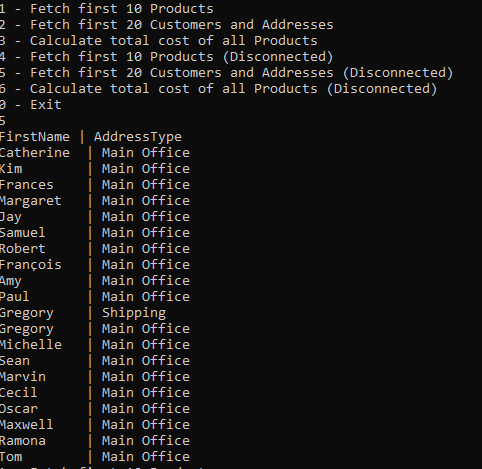 1 - Fetch first 10 Products
2 - Fetch first 20 Customers and Addresses
3 - Calculate total cost of all Products
4 - Fetch first 10 Products (Disconnected)
5 - Fetch first 20 Customers and Addresses (Disconnected)
6 - Calculate total cost of all Products (Disconnected)
0 - Exit
5
FirstName | AddressType
Catherine  | Main Office
Kim        | Main Office
Frances    | Main Office
Margaret   | Main Office
Jay        | Main Office
Samuel     | Main Office
Robert     | Main Office
François   | Main Office
Amy        | Main Office
Paul       | Main Office
Gregory    | Shipping
Gregory    | Main Office
Michelle   | Main Office
Sean       | Main Office
Marvin     | Main Office
Cecil      | Main Office
Oscar      | Main Office
Maxwell    | Main Office
Ramona     | Main Office
Tom        | Main Office